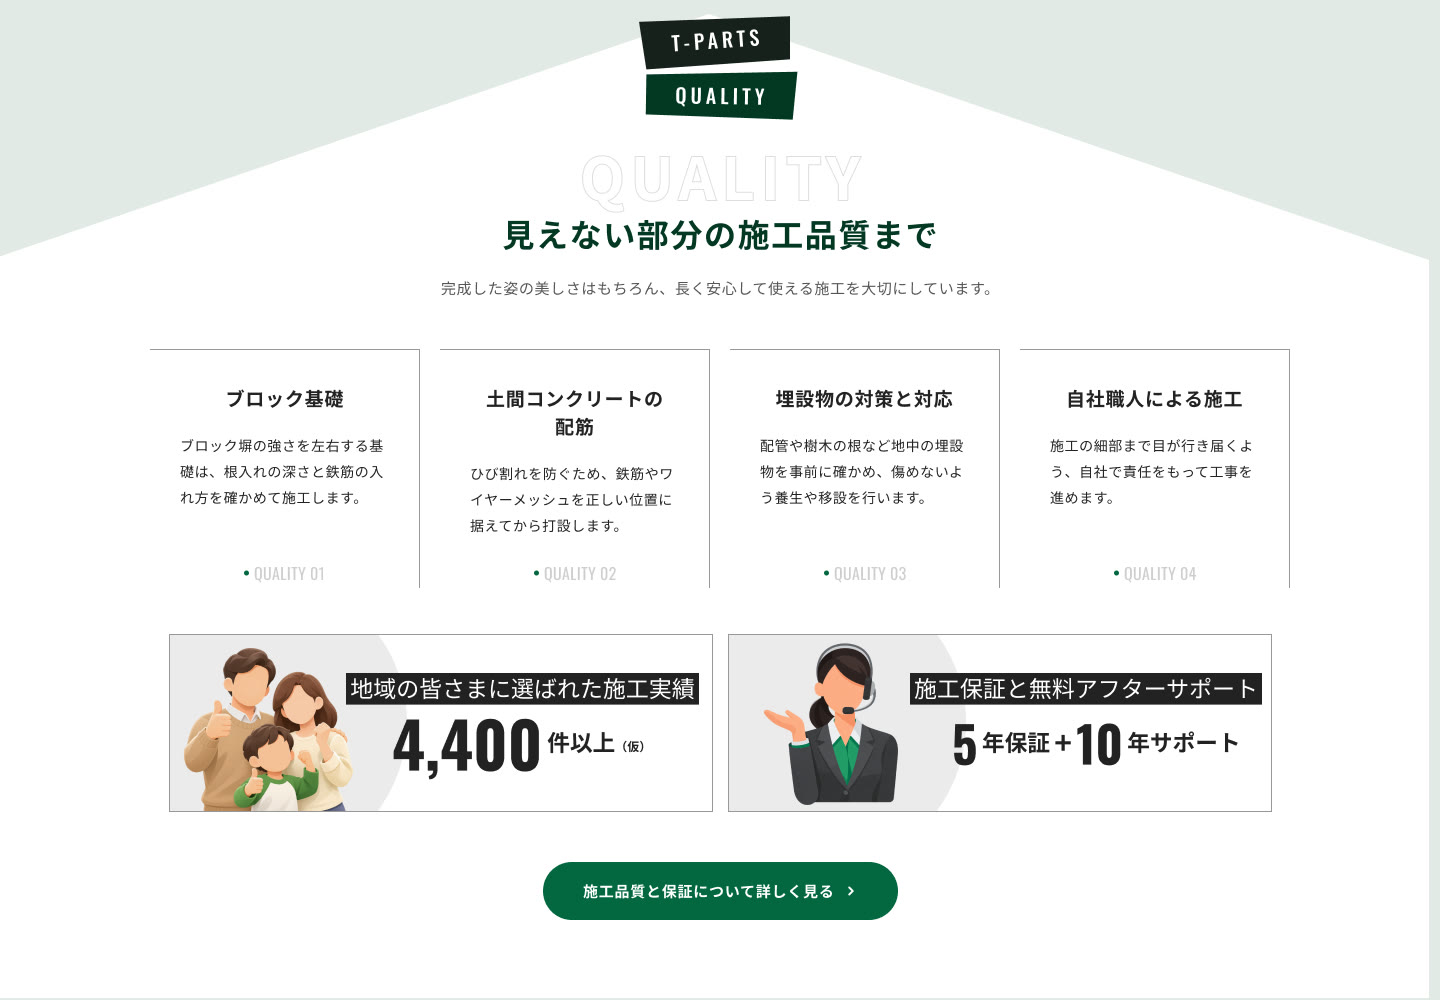 T-PARTS
QUALITY
QUALITY
見えない部分の施工品質まで
完成した姿の美しさはもちろん、長く安心して使える施工を大切にしています。
ブロック基礎
ブロック塀の強さを左右する基
礎は、根入れの深さと鉄筋の入
れ方を確かめて施工します。
QUALITY 01
土間コンクリートの
配筋
ひび割れを防ぐため、鉄筋やワ
イヤーメッシュを正しい位置に
据えてから打設します。
QUALITY 02
埋設物の対策と対応
配管や樹木の根など地中の埋設
物を事前に確かめ、傷めないよ
う養生や移設を行います。
QUALITY 03
自社職人による施工
施工の細部まで目が行き届くよ
う、自社で責任をもって工事を
進めます。
QUALITY 04
地域の皆さまに選ばれた施工実績
4,400 件以上（仮）
施工保証と無料アフターサポート
5年保証＋10年サポート
施工品質と保証について詳しく見る